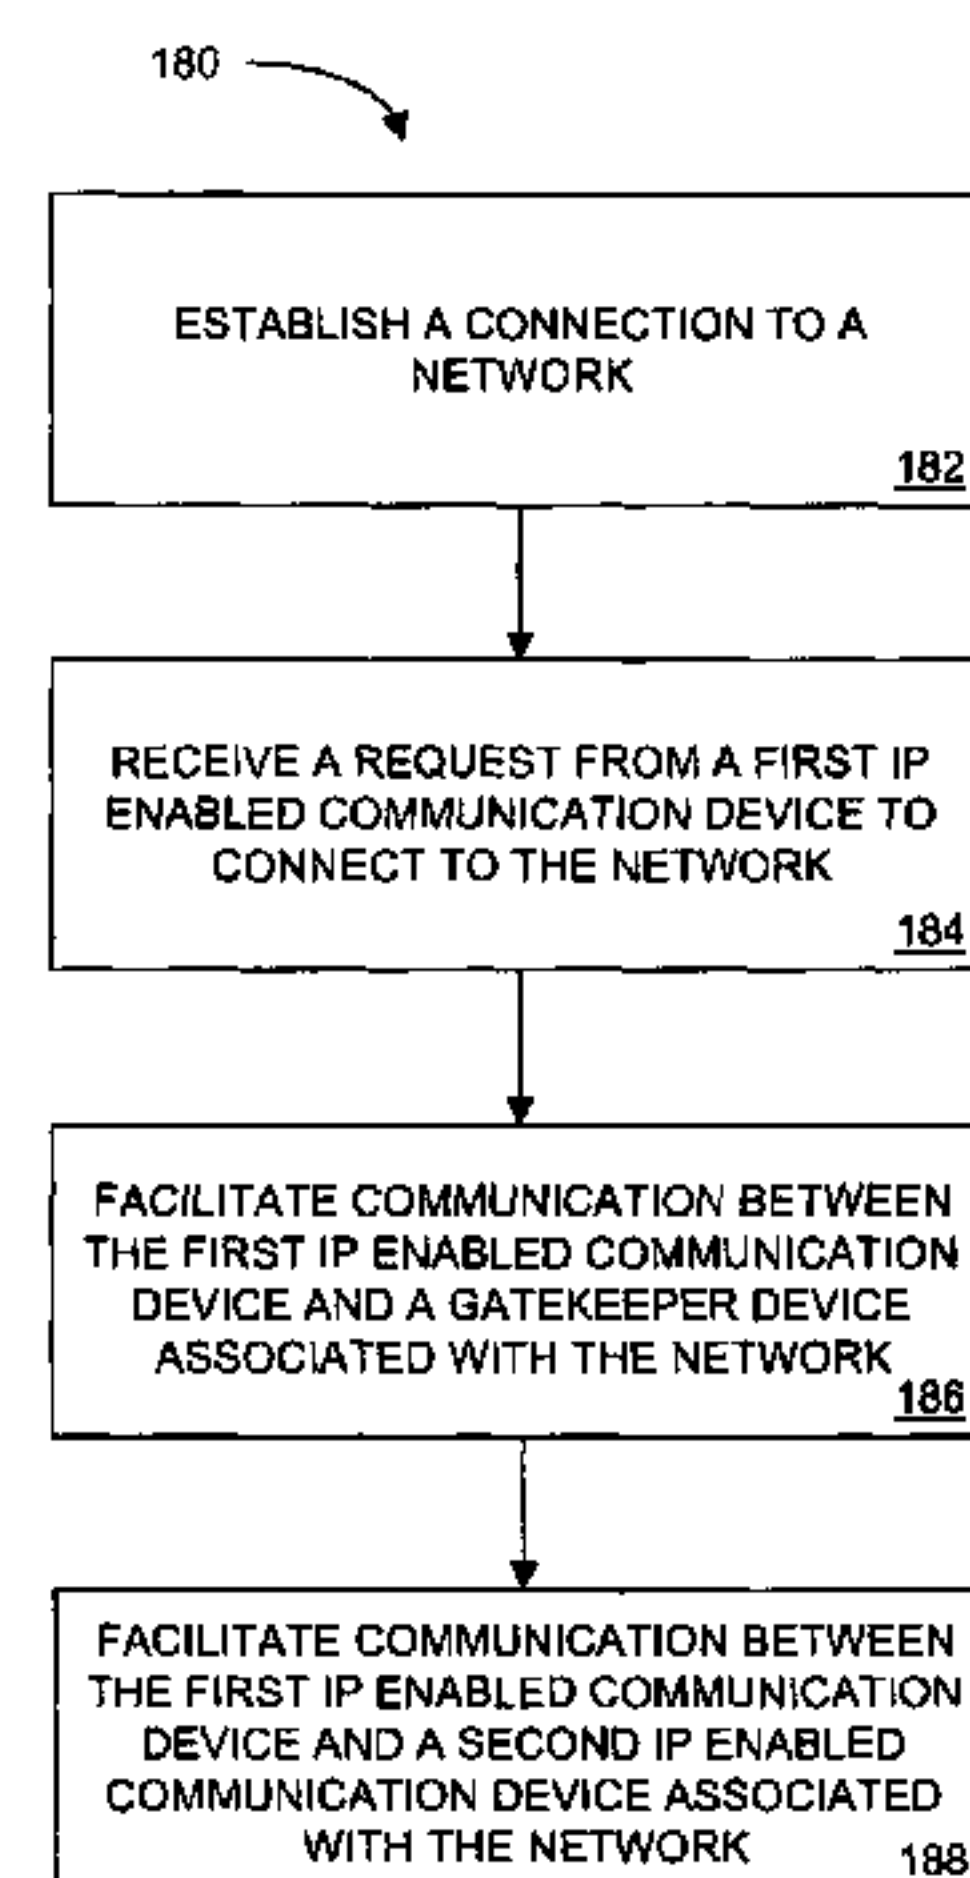 180
ESTABLISH A CONNECTION TO A
NETWORK
182
RECEIVE A REQUEST FROM A FIRST IP
ENABLED COMMUNICATION DEVICE TO
CONNECT TO THE NETWORK
184
FACILITATE COMMUNICATION BETWEEN
THE FIRST IP ENABLED COMMUNICATION
DEVICE AND A GATEKEEPER DEVICE
ASSOCIATED WITH THE NETWORK
186
FACILITATE COMMUNICATION BETWEEN
THE FIRST IP ENABLED COMMUNICATION
DEVICE AND A SECOND IP ENABLED
COMMUNICATION DEVICE ASSOCIATED
WITH THE NETWORK
188